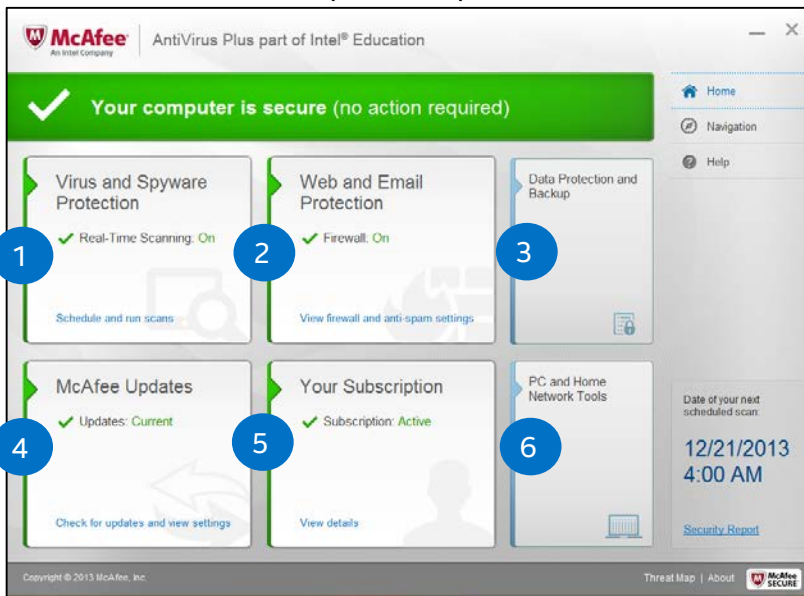 McAfee
An Intel Company
AntiVirus Plus part of Intel® Education
Your computer is secure (no action required)
Home
Navigation
Help
Virus and Spyware
Protection
Real-Time Scanning: On
1
Schedule and run scans
Web and Email
Protection
Firewall: On
2
View firewall and anti-spam settings
Data Protection and
Backup
3
McAfee Updates
Updates: Current
4
Check for updates and view settings
Your Subscription
Subscription: Active
5
View details
PC and Home
Network Tools
6
Date of your next
scheduled scan:
12/21/2013
4:00 AM
Security Report
Copyright © 2013 McAfee, Inc.
Threat Map | About
McAfee
SECURE